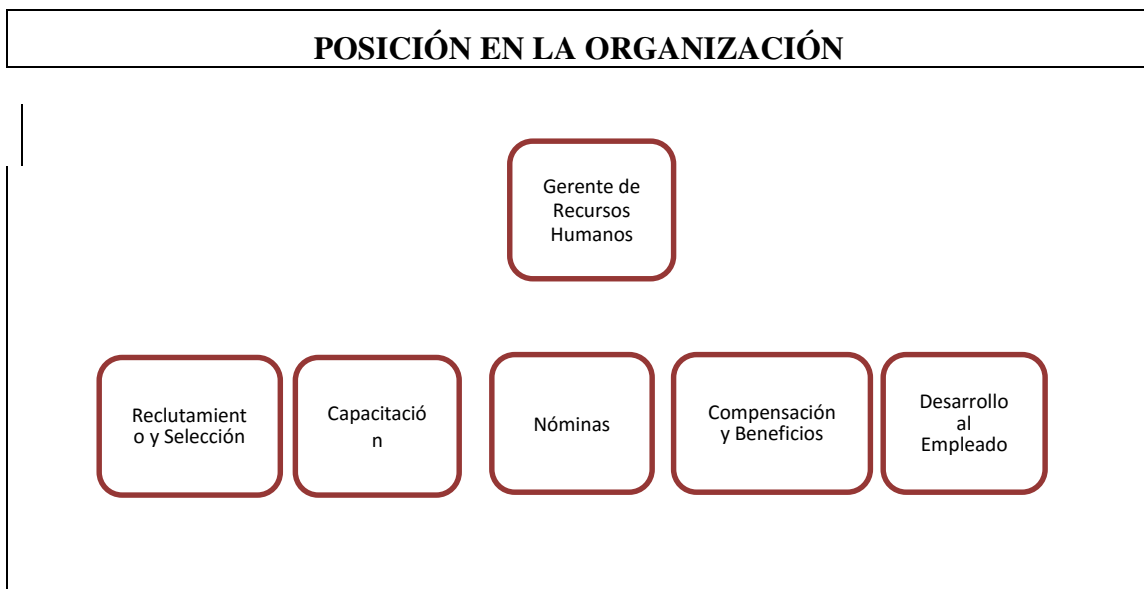 POSICIÓN EN LA ORGANIZACIÓN
Gerente de
Recursos
Humanos
Reclutamient
o y Selección
Capacitació
n
Nóminas
Compensación
y Beneficios
Desarrollo
al
Empleado